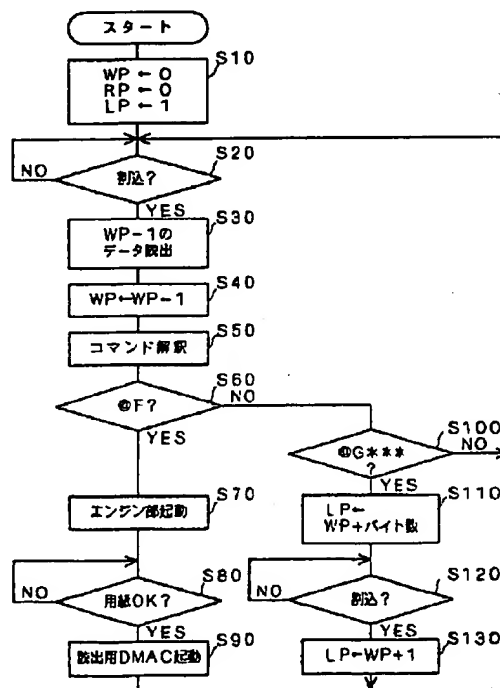 スタート
S10
WP ← 0
RP ← 0
LP ← 1
S20
割込?
NO
YES
S30
WP-1の
データ読出
S40
WP←WP-1
S50
コマンド解釈
S60
@F?
NO
YES
S100
@G***
?
NO
YES
S70
エンジン部起動
S110
LP←
WP+バイト数
S80
用紙OK?
NO
YES
S120
割込?
NO
YES
S90
読出用DMAC起動
S130
LP←WP+1